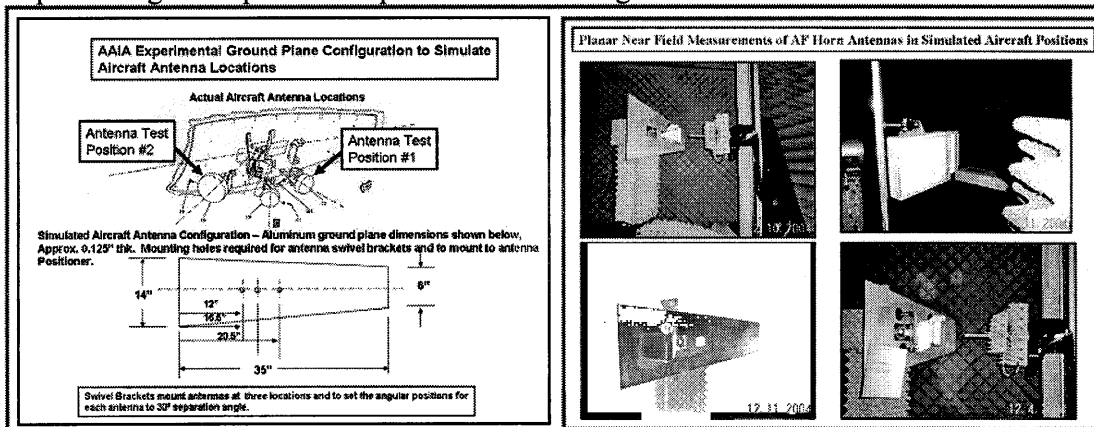 AAIA Experimental Ground Plane Configuration to Simulate
Aircraft Antenna Locations
Actual Aircraft Antenna Locations
Antenna Test
Position #2
Antenna Test
Position #1
Simulated Aircraft Antenna Configuration – Aluminum ground plane dimensions shown below,
Approx. 0.125" thk. Mounting holes required for antenna swivel brackets and to mount to antenna
Positioner.
14"
6"
12"
16.5"
20.5"
35"
Swivel Brackets mount antennas at three locations and to set the angular positions for
each antenna to 30° separation angle.
Planar Near Field Measurements of AF Horn Antennas in Simulated Aircraft Positions
12.11.2004
12.4.